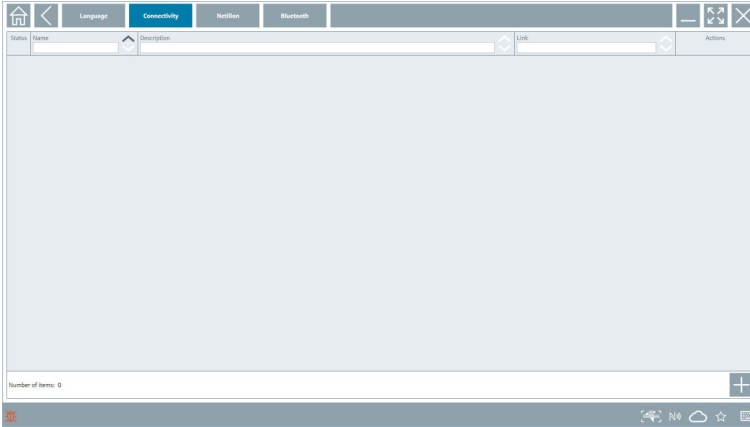 Language Connectivity Netilion Bluetooth
Status Name Description Link Actions
Number of items: 0